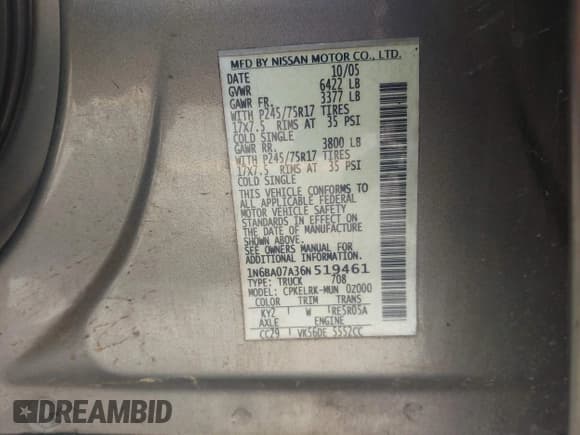 MFD BY NISSAN MOTOR CO., LTD.
DATE 10/05
GVWR 6422 LB
GAWR FR. 3377 LB
WITH P245/75R17 TIRES
17X7.5 RIMS AT 35 PSI
COLD SINGLE
GAWR RR. 3800 LB
WITH P245/75R17 TIRES
17X7.5 RIMS AT 35 PSI
COLD SINGLE
THIS VEHICLE CONFORMS TO
ALL APPLICABLE FEDERAL
MOTOR VEHICLE SAFETY
STANDARDS IN EFFECT ON
THE DATE OF MANUFACTURE
SHOWN ABOVE.
SEE OWNERS MANUAL FOR
ADDITIONAL INFORMATION
1N6BA07A36N519461
TYPE: TRUCK 708
MODEL: CPKELRK-MUN 0Z000
COLOR TRIM TRANS
KY2 W RE5R05A
AXLE ENGINE
CC29 VK56DE 5552CC
DREAMBID